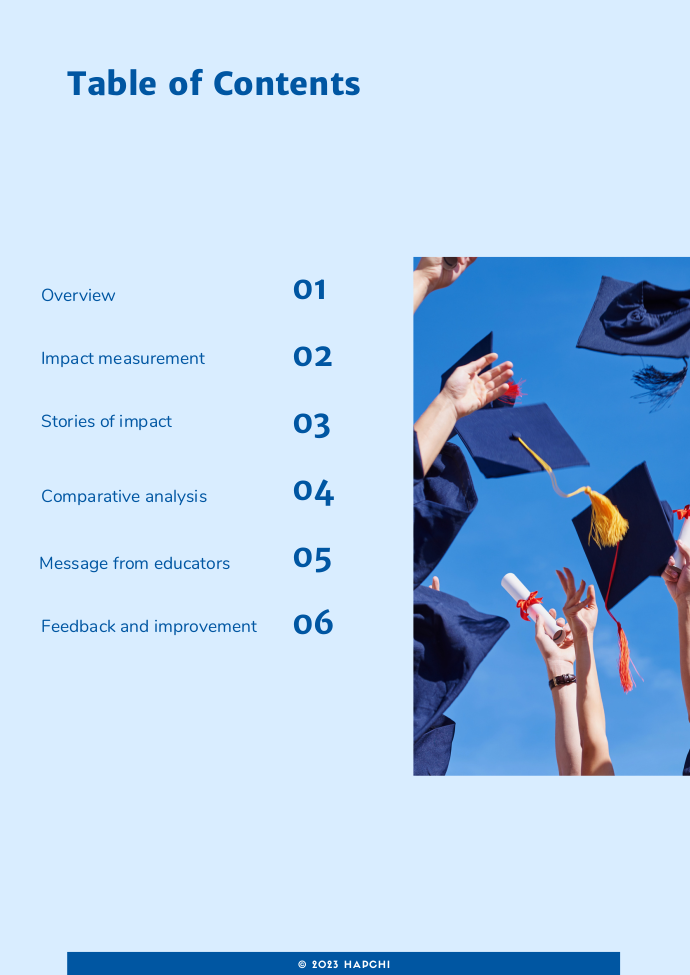 Table of Contents
Overview 01
Impact measurement 02
Stories of impact 03
Comparative analysis 04
Message from educators 05
Feedback and improvement 06
© 2023 HAPCHI